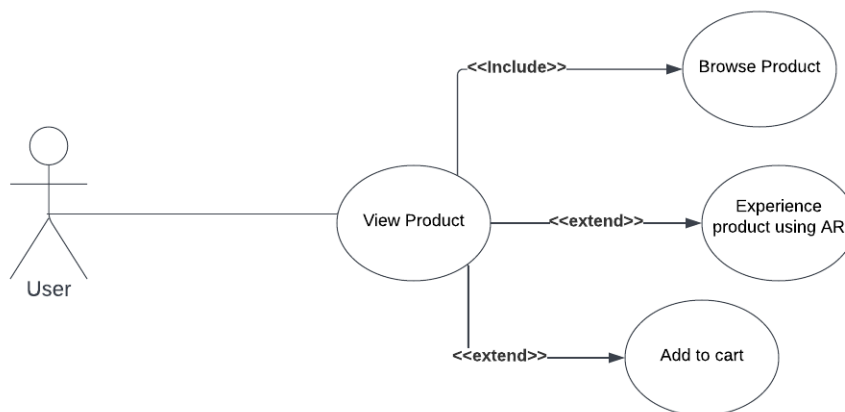 <<Include>>
Browse Product
User
View Product
<<extend>>
Experience
product using AR
<<extend>>
Add to cart